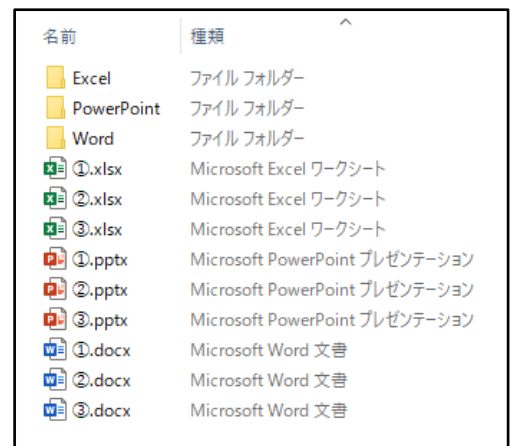 名前 種類
Excel ファイル フォルダー
PowerPoint ファイル フォルダー
Word ファイル フォルダー
①.xlsx Microsoft Excel ワークシート
②.xlsx Microsoft Excel ワークシート
③.xlsx Microsoft Excel ワークシート
①.pptx Microsoft PowerPoint プレゼンテーション
②.pptx Microsoft PowerPoint プレゼンテーション
③.pptx Microsoft PowerPoint プレゼンテーション
①.docx Microsoft Word 文書
②.docx Microsoft Word 文書
③.docx Microsoft Word 文書